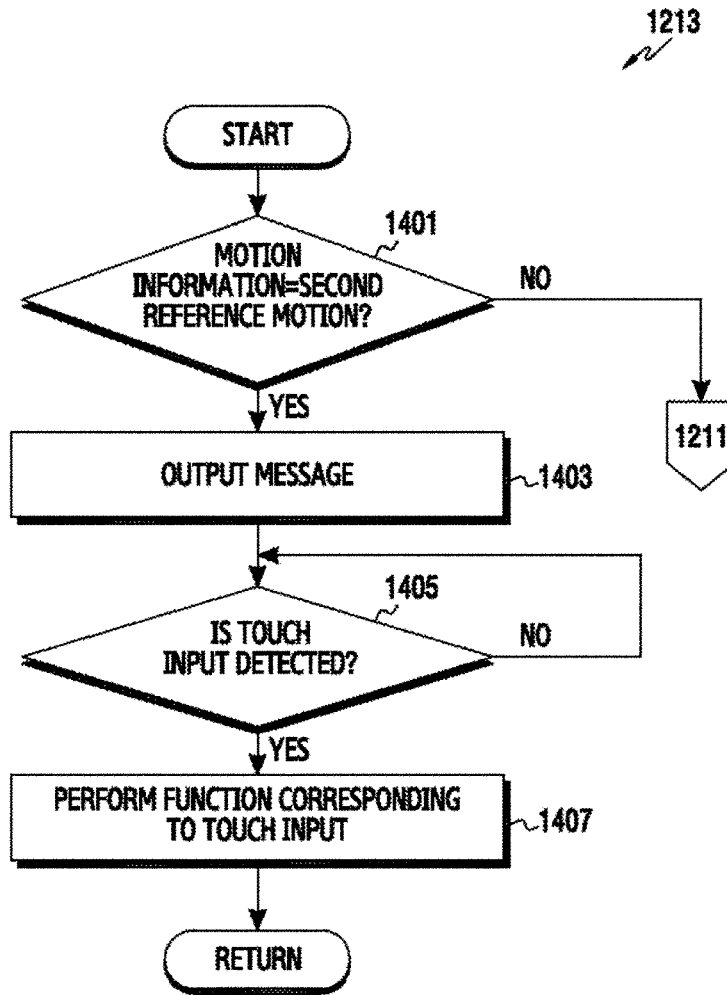 1213
START
1401
MOTION
INFORMATION=SECOND
REFERENCE MOTION?
NO
YES
1211
OUTPUT MESSAGE
1403
1405
IS TOUCH
INPUT DETECTED?
NO
YES
PERFORM FUNCTION CORRESPONDING
TO TOUCH INPUT
1407
RETURN